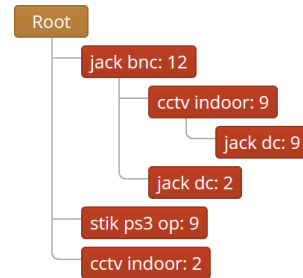 Root
jack bnc: 12
cctv indoor: 9
jack dc: 9
jack dc: 2
stik ps3 op: 9
cctv indoor: 2